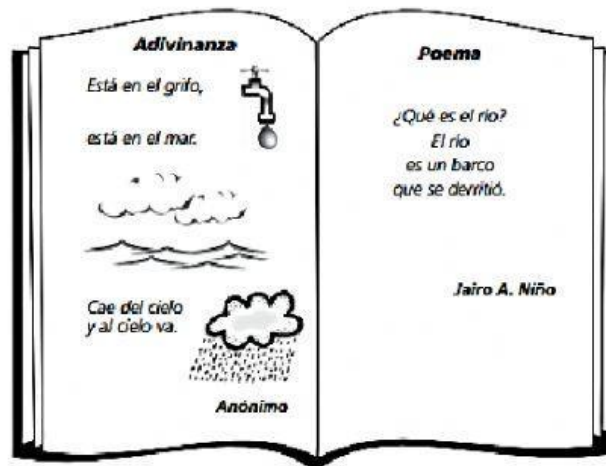 Adivinanza
Está en el grifo,
está en el mar.
Cae del cielo
y al cielo va.
Anónimo
Poema
¿Qué es el río?
El río
es un barco
que se derritió.
Jairo A. Niño